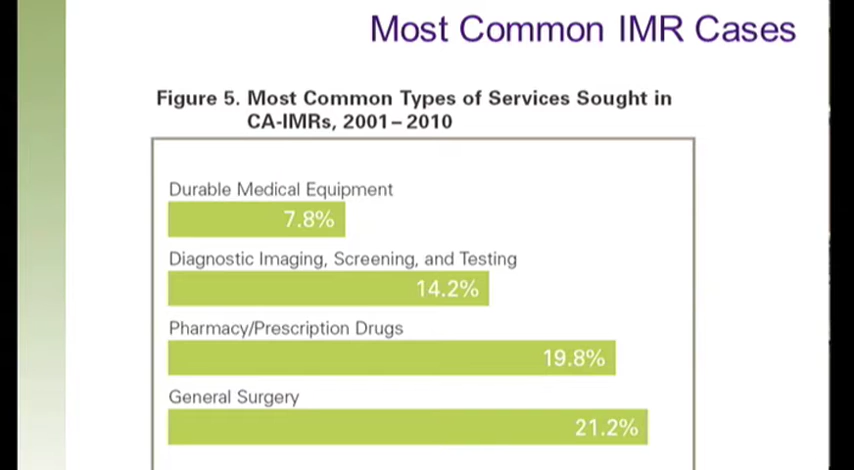 Most Common IMR Cases
Figure 5. Most Common Types of Services Sought in
CA-IMRs, 2001–2010
Durable Medical Equipment
7.8%
Diagnostic Imaging, Screening, and Testing
14.2%
Pharmacy/Prescription Drugs
19.8%
General Surgery
21.2%